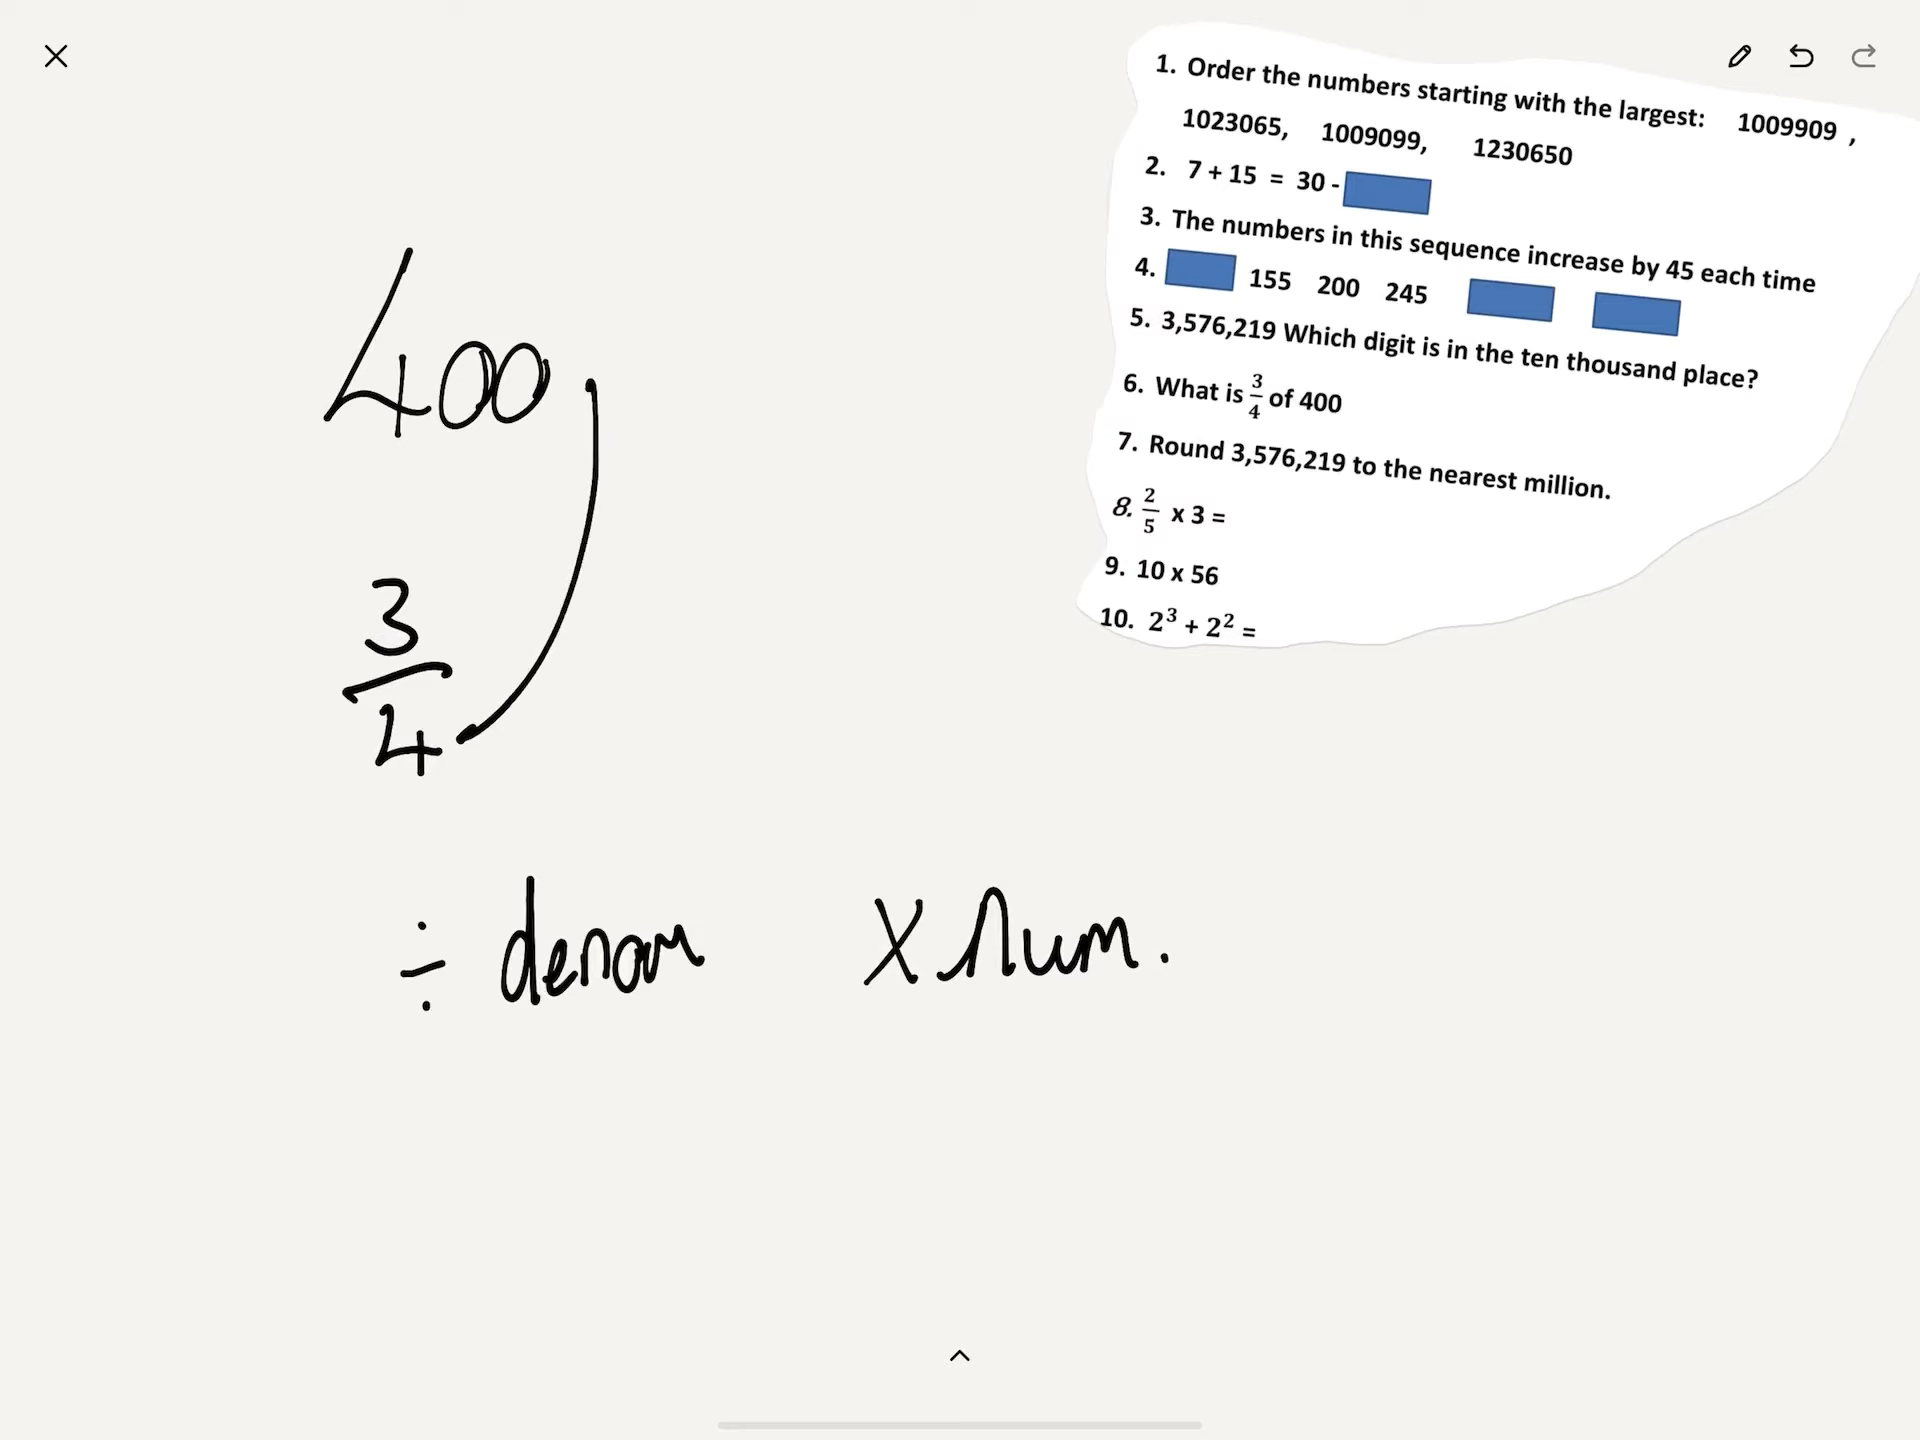 1. Order the numbers starting with the largest: 1009909 ,
1023065, 1009099, 1230650
2. 7 + 15 = 30 -
3. The numbers in this sequence increase by 45 each time
4. 155 200 245
5. 3,576,219 Which digit is in the ten thousand place?
6. What is 3/4 of 400
7. Round 3,576,219 to the nearest million.
8. 2/5 x 3 =
9. 10 x 56
10. 2³ + 2² =
400
3
4
÷ denom x num.